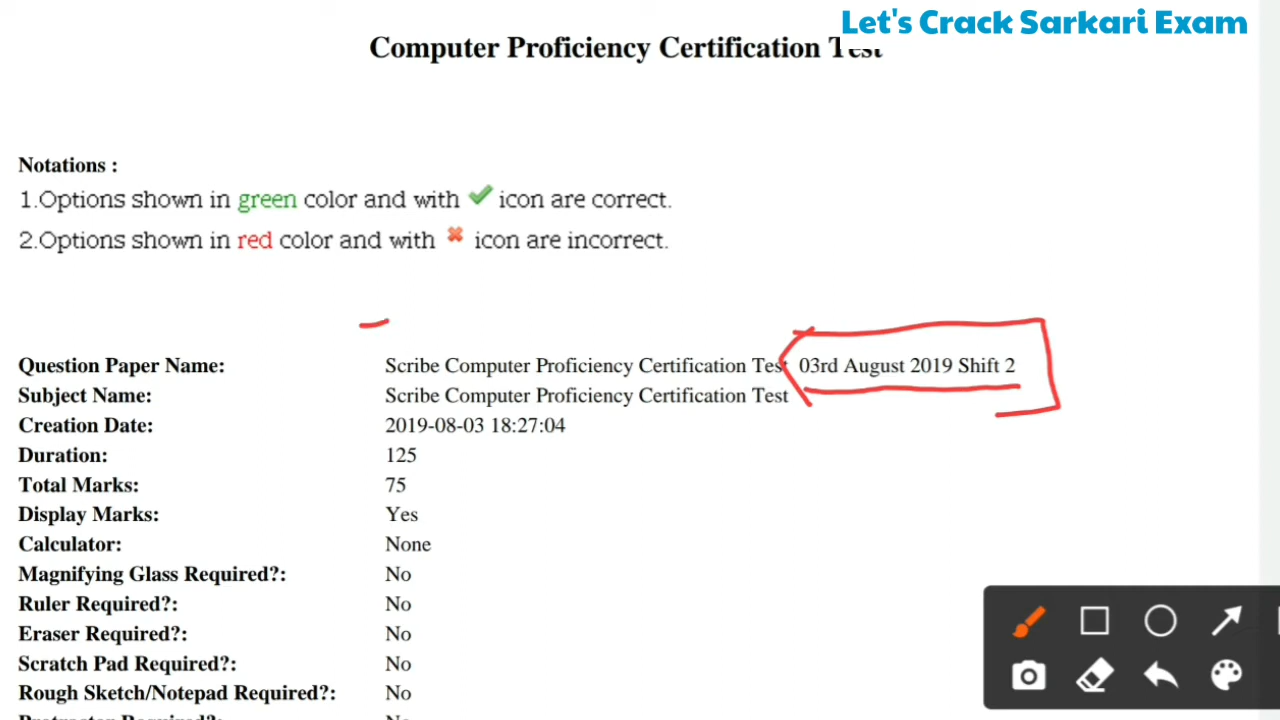 Let's Crack Sarkari Exam
Computer Proficiency Certification Test
Notations :
1.Options shown in green color and with icon are correct.
2.Options shown in red color and with icon are incorrect.
Question Paper Name: Scribe Computer Proficiency Certification Test 03rd August 2019 Shift 2
Subject Name: Scribe Computer Proficiency Certification Test
Creation Date: 2019-08-03 18:27:04
Duration: 125
Total Marks: 75
Display Marks: Yes
Calculator: None
Magnifying Glass Required?: No
Ruler Required?: No
Eraser Required?: No
Scratch Pad Required?: No
Rough Sketch/Notepad Required?: No